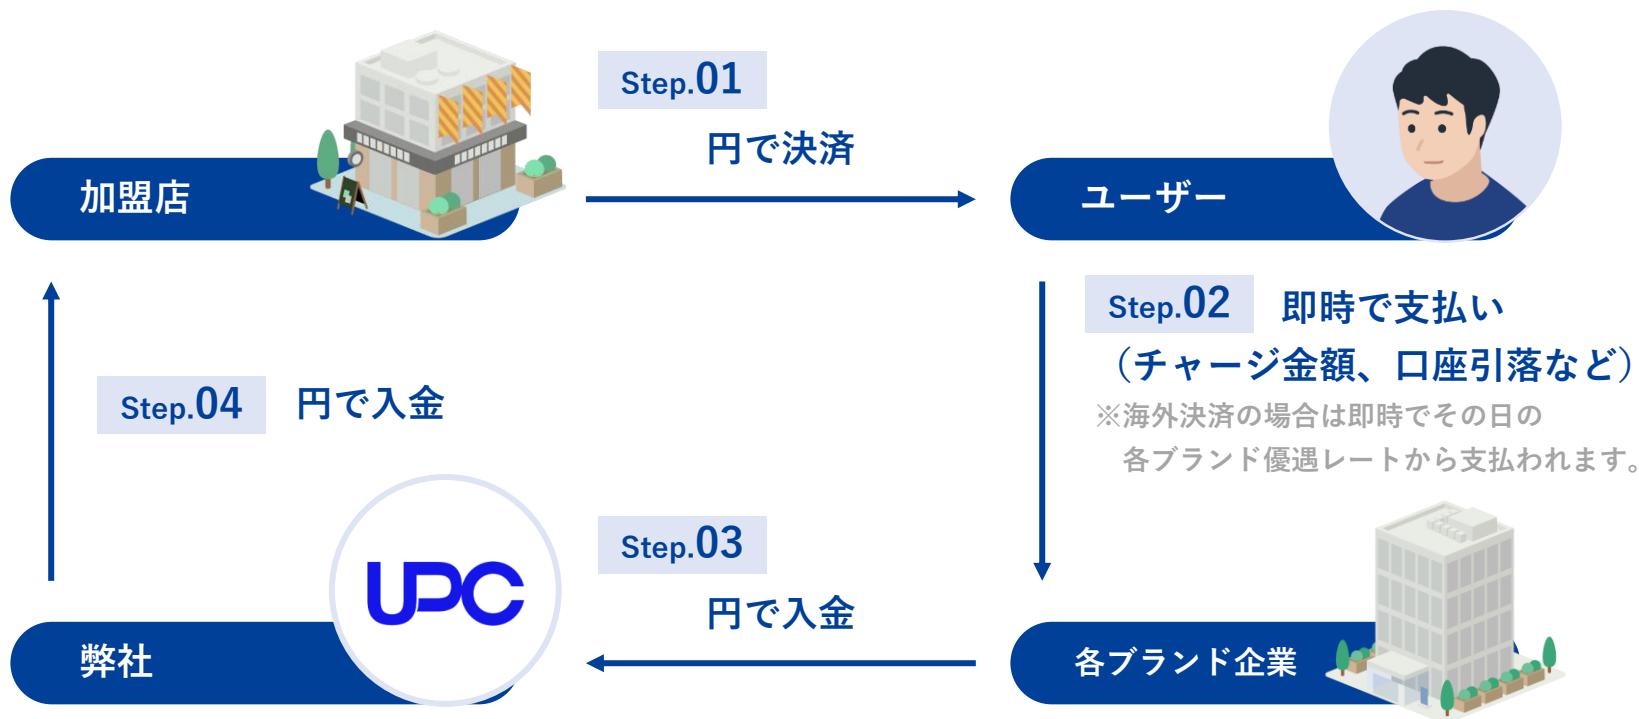 Step.01
円で決済
加盟店
ユーザー
Step.02 即時で支払い
（チャージ金額、口座引落など）
※海外決済の場合は即時でその日の
各ブランド優遇レートから支払われます。
Step.04 円で入金
Step.03
円で入金
UPC
弊社
各ブランド企業